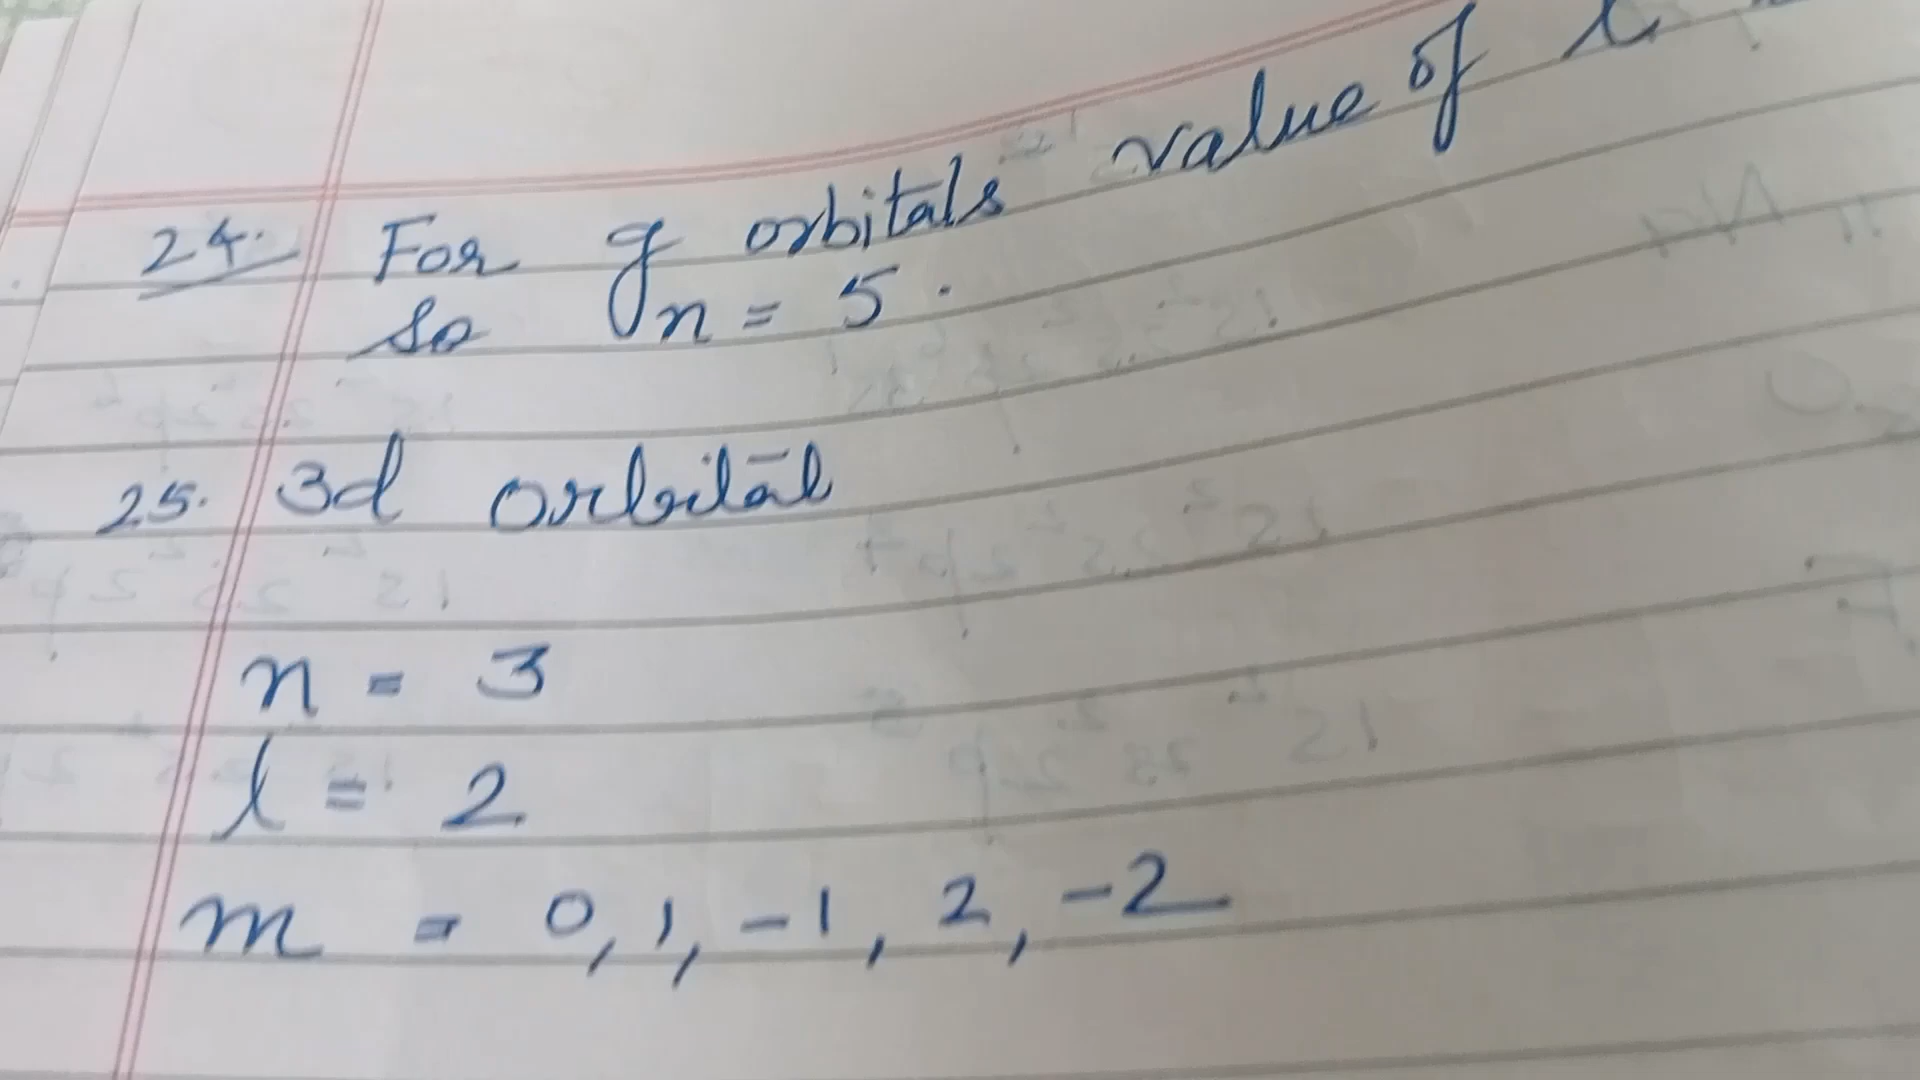 24. For g orbitals value of l
so n = 5.
25. 3d orbital
n = 3
l = 2
m = 0, 1, -1, 2, -2